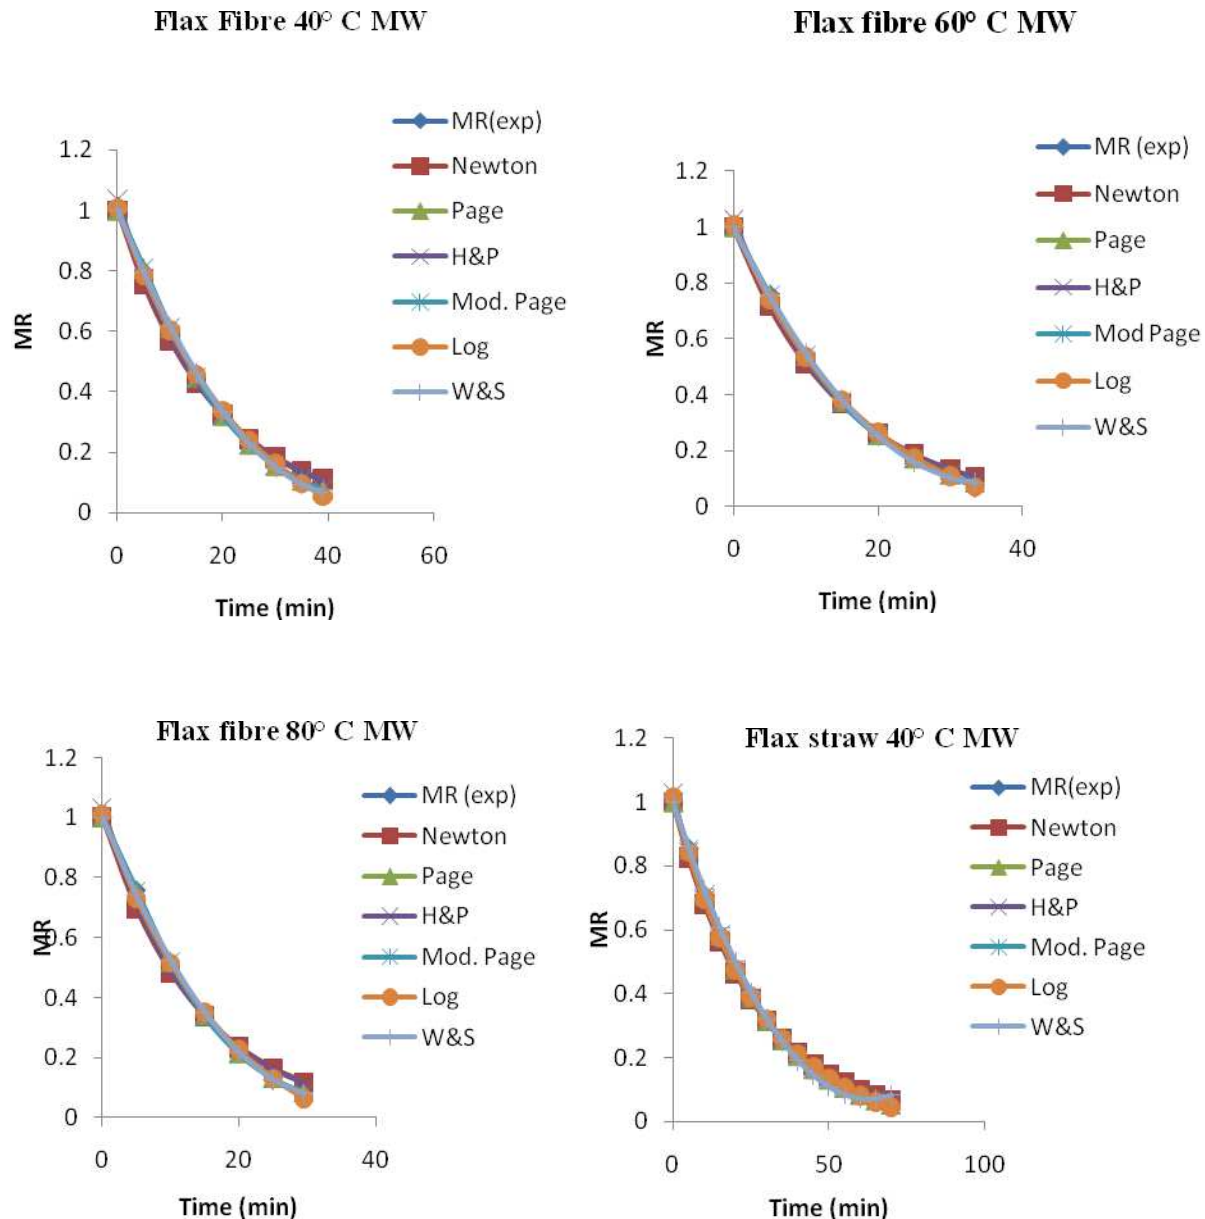 Flax Fibre 40° C MW
MR(exp)
Newton
Page
H&P
Mod. Page
Log
W&S
1.2
1
0.8
0.6
0.4
0.2
0
MR
0 20 40 60
Time (min)
Flax fibre 60° C MW
MR (exp)
Newton
Page
H&P
Mod Page
Log
W&S
1.2
1
0.8
0.6
0.4
0.2
0
MR
0 20 40
Time (min)
Flax fibre 80° C MW
MR (exp)
Newton
Page
H&P
Mod. Page
Log
W&S
1.2
1
0.8
0.6
0.4
0.2
0
MR
0 20 40
Time (min)
Flax straw 40° C MW
MR(exp)
Newton
Page
H&P
Mod. Page
Log
W&S
1.2
1
0.8
0.6
0.4
0.2
0
MR
0 50 100
Time (min)